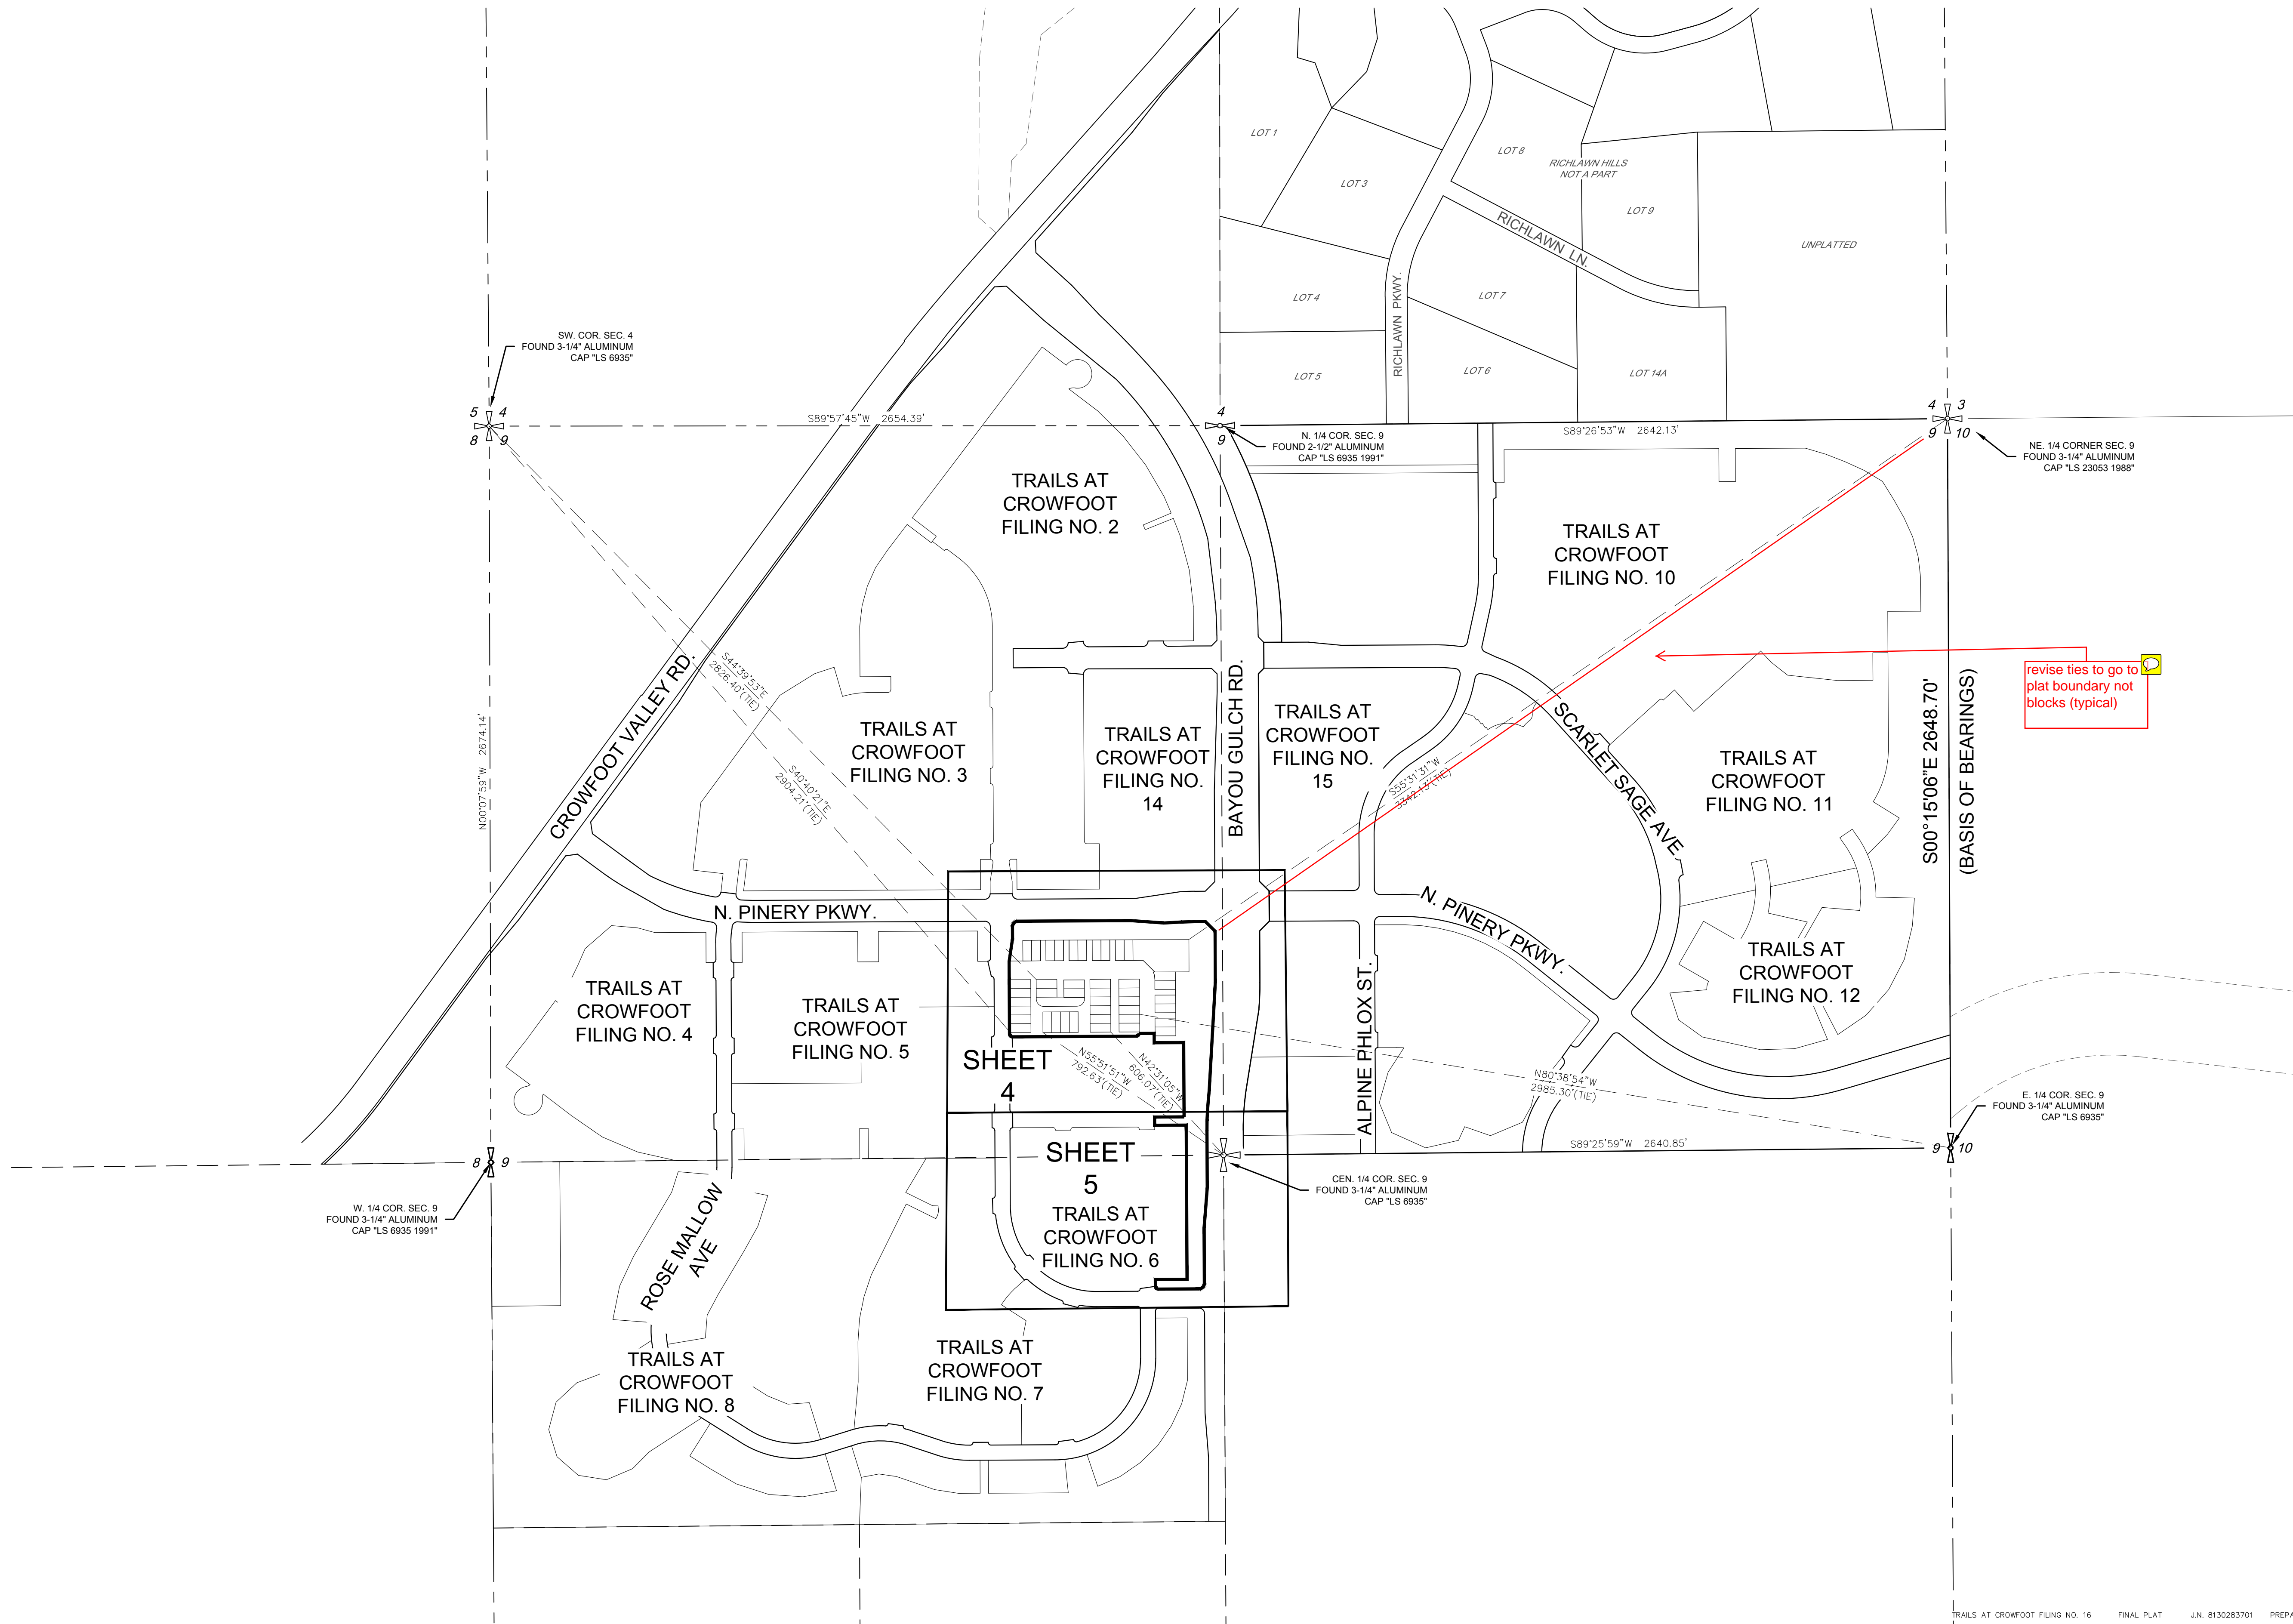 LOT 1
LOT 3
LOT 8
RICHLAWN HILLS
NOT A PART
LOT 9
RICHLAWN LN.
UNPLATTED
LOT 4
RICHLAWN PKWY.
LOT 7
LOT 5
LOT 6
LOT 14A
SW. COR. SEC. 4
FOUND 3-1/4" ALUMINUM
CAP "LS 6935"
5 4
8 9
S89°57'45"W 2654.39'
4
9
N. 1/4 COR. SEC. 9
FOUND 2-1/2" ALUMINUM
CAP "LS 6935 1991"
S89°26'53"W 2642.13'
4 3
9 10
NE. 1/4 CORNER SEC. 9
FOUND 3-1/4" ALUMINUM
CAP "LS 23053 1988"
TRAILS AT
CROWFOOT
FILING NO. 2
TRAILS AT
CROWFOOT
FILING NO. 10
CROWFOOT VALLEY RD.
S44°39'53"E
2826.40'(TIE)
S40°40'21"E
2904.21'(TIE)
N00°07'59"W 2674.14'
TRAILS AT
CROWFOOT
FILING NO. 3
TRAILS AT
CROWFOOT
FILING NO.
14
BAYOU GULCH RD.
TRAILS AT
CROWFOOT
FILING NO.
15
S55°31'31"W
3342.13'(TIE)
SCARLET SAGE AVE
TRAILS AT
CROWFOOT
FILING NO. 11
S00°15'06"E 2648.70'
(BASIS OF BEARINGS)
revise ties to go to
plat boundary not
blocks (typical)
N. PINERY PKWY.
N. PINERY PKWY.
TRAILS AT
CROWFOOT
FILING NO. 12
TRAILS AT
CROWFOOT
FILING NO. 4
TRAILS AT
CROWFOOT
FILING NO. 5
ALPINE PHLOX ST.
SHEET
4
N55°51'51"W
792.63'(TIE)
N42°31'05"W
606.07'(TIE)
N80°38'54"W
2985.30'(TIE)
E. 1/4 COR. SEC. 9
FOUND 3-1/4" ALUMINUM
CAP "LS 6935"
S89°25'59"W 2640.85'
9 10
8 9
W. 1/4 COR. SEC. 9
FOUND 3-1/4" ALUMINUM
CAP "LS 6935 1991"
SHEET
5
CEN. 1/4 COR. SEC. 9
FOUND 3-1/4" ALUMINUM
CAP "LS 6935"
TRAILS AT
CROWFOOT
FILING NO. 6
ROSE MALLOW
AVE
TRAILS AT
CROWFOOT
FILING NO. 8
TRAILS AT
CROWFOOT
FILING NO. 7
TRAILS AT CROWFOOT FILING NO. 16 FINAL PLAT J.N. 8130283701 PREPA